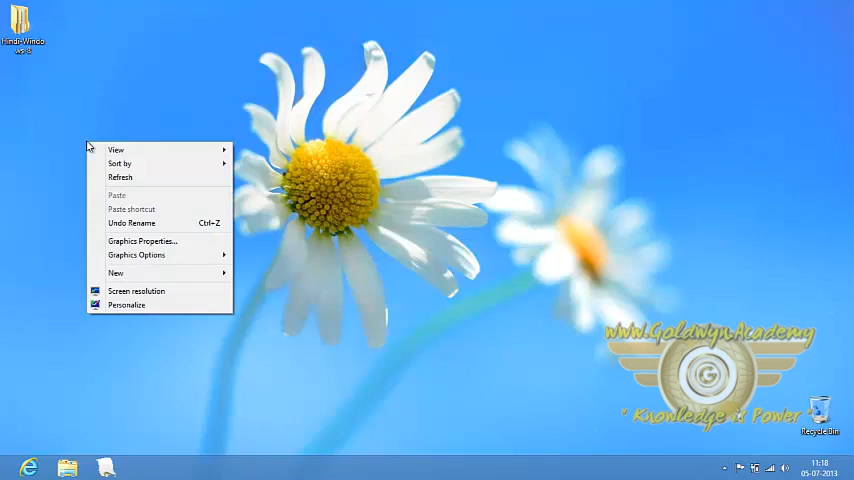 Hindi-Windo
ws-8
View
Sort by
Refresh
Paste
Paste shortcut
Undo Rename Ctrl+Z
Graphics Properties...
Graphics Options
New
Screen resolution
Personalize
www.GoldwynAcademy
G
" Knowledge is Power "
Recycle Bin
11:18
05-07-2013